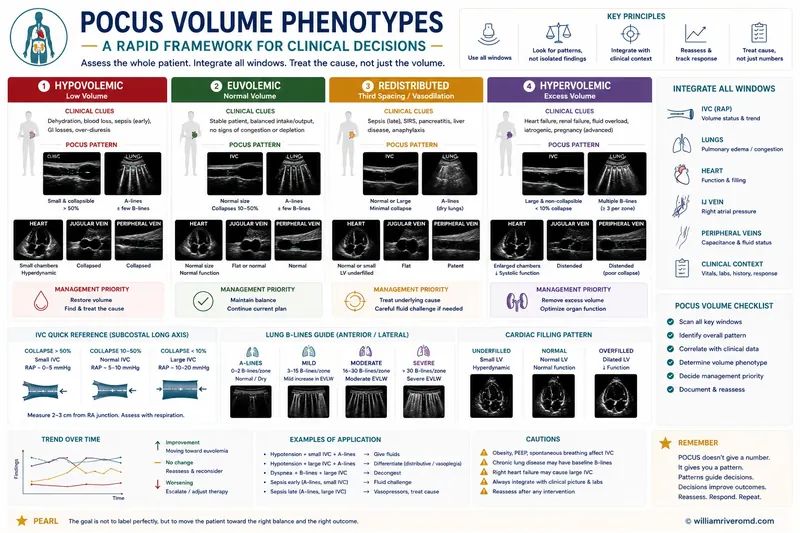 POCUS VOLUME PHENOTYPES
A RAPID FRAMEWORK FOR CLINICAL DECISIONS
Assess the whole patient. Integrate all windows. Treat the cause, not just the volume.
KEY PRINCIPLES
Use all windows
Look for patterns,
not isolated findings
Integrate with
clinical context
Reassess &
track response
Treat cause,
not just numbers
1 HYPOVOLEMIC
Low Volume
CLINICAL CLUES
Dehydration, blood loss, sepsis (early),
GI losses, over-diuresis
POCUS PATTERN
LUNG
Small & collapsible
> 50%
A-lines
± few B-lines
HEART
JUGULAR VEIN
PERIPHERAL VEIN
Small chambers
Hyperdynamic
Collapsed
Collapsed
MANAGEMENT PRIORITY
Restore volume
Find & treat the cause
2 EUVOLEMIC
Normal Volume
CLINICAL CLUES
Stable patient, balanced intake/output,
no signs of congestion or depletion
POCUS PATTERN
IVC
LUNG
Normal size
Collapses 10–50%
A-lines
± few B-lines
HEART
JUGULAR VEIN
PERIPHERAL VEIN
Normal size
Normal function
Flat or normal
Normal
MANAGEMENT PRIORITY
Maintain balance
Continue current plan
3 REDISTRIBUTED
Third Spacing / Vasodilation
CLINICAL CLUES
Sepsis (late), SIRS, pancreatitis, liver
disease, anaphylaxis
POCUS PATTERN
IVC
LUNG
Normal or Large
Minimal collapse
A-lines
(dry lungs)
HEART
JUGULAR VEIN
PERIPHERAL VEIN
Normal or small
LV underfilled
Flat
Patent
MANAGEMENT PRIORITY
Treat underlying cause
Careful fluid challenge if needed
4 HYPERVOLEMIC
Excess Volume
CLINICAL CLUES
Heart failure, renal failure, fluid overload,
iatrogenic, pregnancy (advanced)
POCUS PATTERN
IVC
LUNG
Large & non-collapsible
< 10% collapse
Multiple B-lines
(≥ 3 per zone)
HEART
JUGULAR VEIN
PERIPHERAL VEIN
Enlarged chambers
↓ Systolic function
Distended
Distended
(poor collapse)
MANAGEMENT PRIORITY
Remove excess volume
Optimize organ function
INTEGRATE ALL WINDOWS
IVC (RAP)
Volume status & trend
LUNGS
Pulmonary edema / congestion
HEART
Function & filling
IJ VEIN
Right atrial pressure
PERIPHERAL VEINS
Capacitance & fluid status
CLINICAL CONTEXT
Vitals, labs, history, response
POCUS VOLUME CHECKLIST
Scan all key windows
Identify overall pattern
Correlate with clinical data
Determine volume phenotype
Decide management priority
Document & reassess
IVC QUICK REFERENCE (SUBCOSTAL LONG AXIS)
COLLAPSE > 50%
Small IVC
RAP ~ 0–5 mmHg
COLLAPSE 10–50%
Normal IVC
RAP ~ 5–10 mmHg
COLLAPSE < 10%
Large IVC
RAP ~ 10–20 mmHg
Measure 2–3 cm from RA junction. Assess with respiration.
LUNG B-LINES GUIDE (ANTERIOR / LATERAL)
A-LINES
0–2 B-lines/zone
Normal / Dry
MILD
3–15 B-lines/zone
Mild increase in EVLW
MODERATE
16–30 B-lines/zone
Moderate EVLW
SEVERE
> 30 B-lines/zone
Severe EVLW
CARDIAC FILLING PATTERN
UNDERFILLED
Small LV
Hyperdynamic
NORMAL
Normal LV
Normal function
OVERFILLED
Dilated LV
↓ Function
TREND OVER TIME
Findings
Time
↑ Improvement
Moving toward euvolemia
— No change
Reassess & reconsider
↓ Worsening
Escalate / adjust therapy
EXAMPLES OF APPLICATION
• Hypotension + small IVC + A-lines → Give fluids
• Hypotension + large IVC + A-lines → Differentiate (distributive / vasoplegia)
• Dyspnea + B-lines + large IVC → Decongest
• Sepsis early (A-lines, small IVC) → Fluid challenge
• Sepsis late (A-lines, large IVC) → Vasopressors, treat cause
CAUTIONS
Obesity, PEEP, spontaneous breathing affect IVC
Chronic lung disease may have baseline B-lines
Right heart failure may cause large IVC
Always integrate with clinical picture & labs
Reassess after any intervention
REMEMBER
POCUS doesn't give a number.
It gives you a pattern.
Patterns guide decisions.
Decisions improve outcomes.
Reassess. Respond. Repeat.
PEARL The goal is not to label perfectly, but to move the patient toward the right balance and the right outcome.
© williamriveromd.com